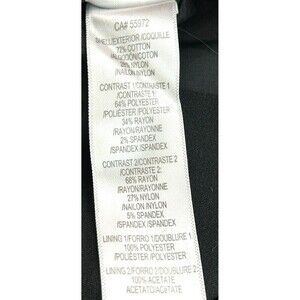 CA# 55972
SHELL/EXTERIOR /COQUILLE
72% COTTON
/ALGODON/COTON
28% NYLON
/NAILON /NYLON
CONTRAST 1/CONTRASTE 1
/CONTRASTE 1:
64% POLYESTER
/POLIÉSTER /POLYESTER
34% RAYON
/RAYON/RAYONNE
2% SPANDEX
/SPANDEX /SPANDEX
CONTRAST 2/CONTRASTE 2
/CONTRASTE 2:
68% RAYON
/RAYON/RAYONNE
27% NYLON
/NAILON /NYLON
5% SPANDEX
/SPANDEX /SPANDEX
LINING 1/FORRO 1/DOUBLURE 1:
100% POLYESTER
/POLIÉSTER /POLYESTER
LINING 2/FORRO 2/DOUBLURE 2:
100% ACETATE
/ACETATO/ACETATE